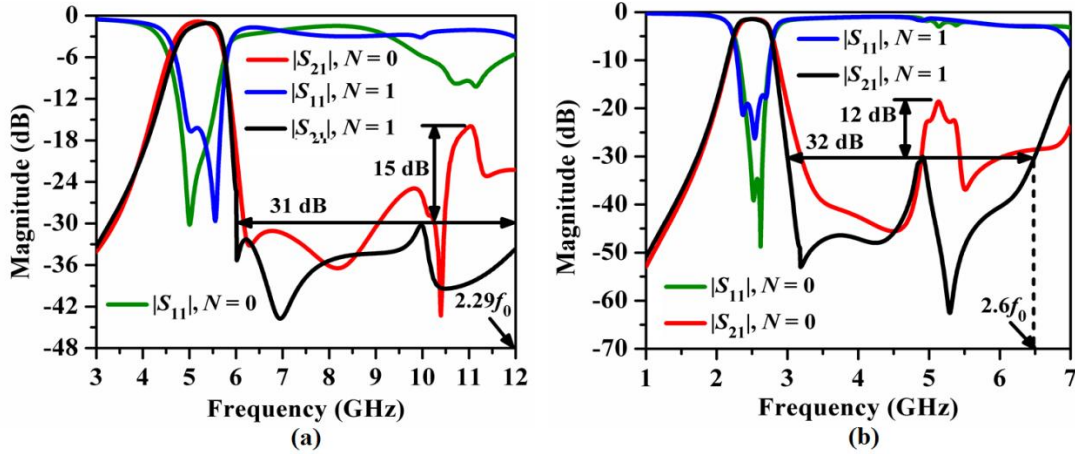 0
-6
-12
-18
-24
-30
-36
-42
-48
Magnitude (dB)
|S21|, N = 0
|S11|, N = 1
|S21|, N = 1
15 dB
31 dB
|S11|, N = 0
2.29f0
3 4 5 6 7 8 9 10 11 12
Frequency (GHz)
(a)
0
-10
-20
-30
-40
-50
-60
-70
Magnitude (dB)
|S11|, N = 1
|S21|, N = 1
12 dB
32 dB
|S11|, N = 0
|S21|, N = 0
2.6f0
1 2 3 4 5 6 7
Frequency (GHz)
(b)